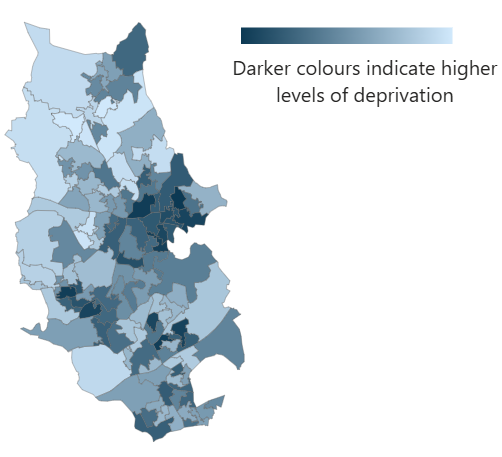 Darker colours indicate higher
levels of deprivation